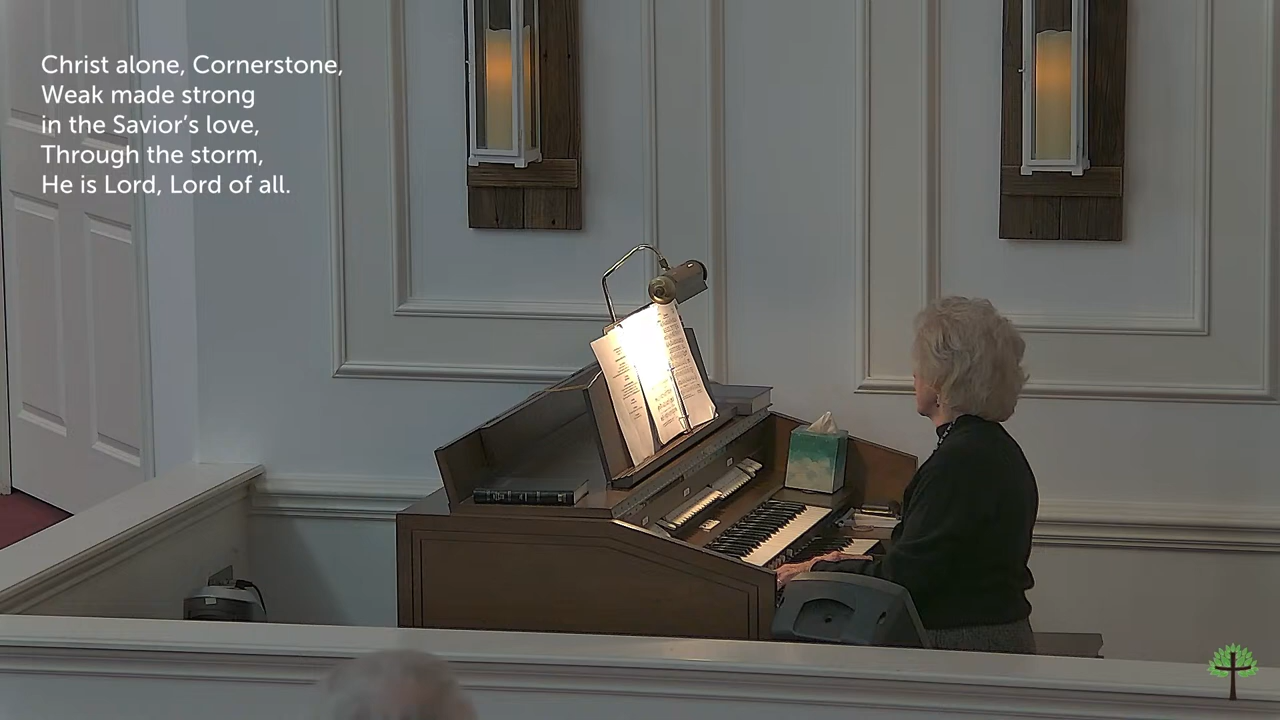 Christ alone, Cornerstone,
Weak made strong
in the Savior’s love,
Through the storm,
He is Lord, Lord of all.